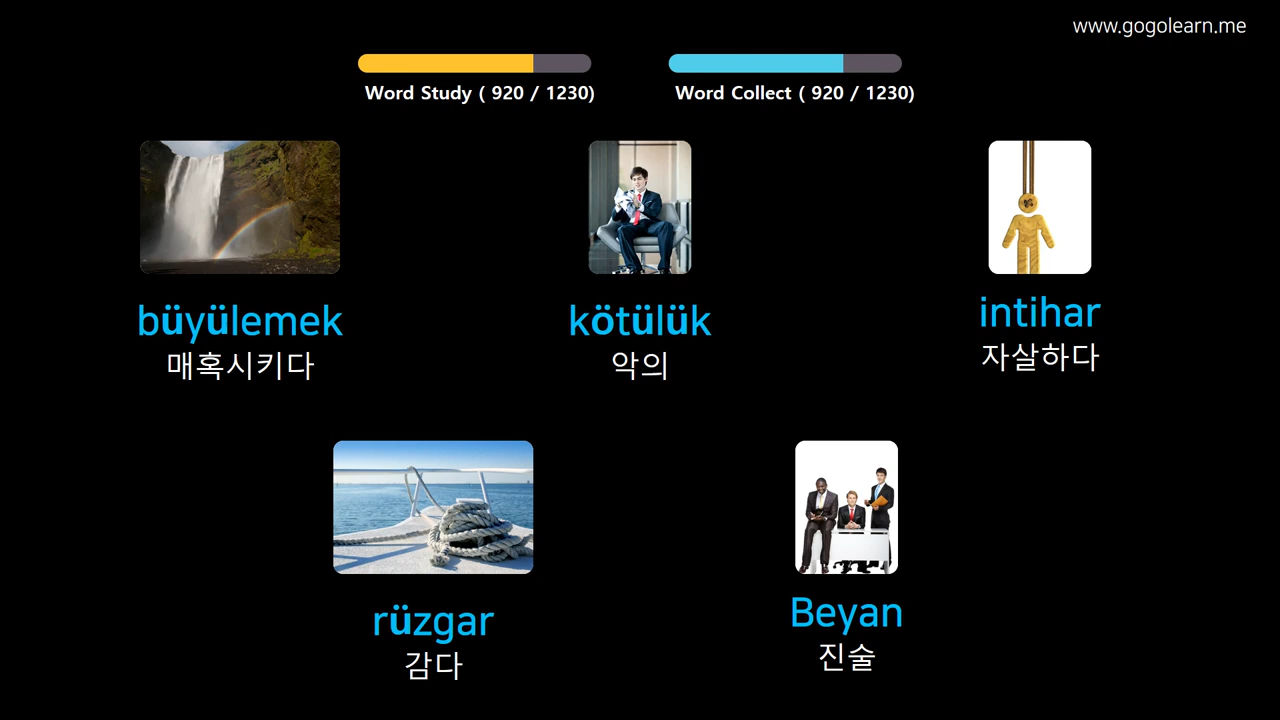 www.gogolearn.me
Word Study ( 920 / 1230)
Word Collect ( 920 / 1230)
büyülemek
매혹시키다
kötülük
악의
intihar
자살하다
rüzgar
감다
Beyan
진술